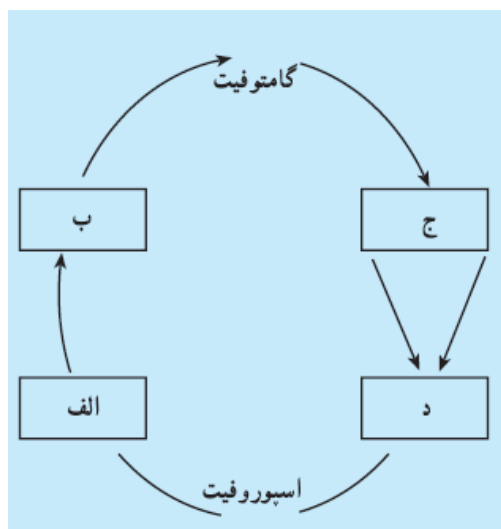 گامتوفیت
ب
ج
الف
د
اسپوروفیت